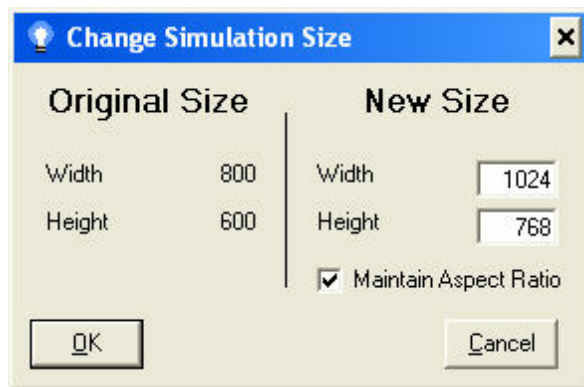 Change Simulation Size
Original Size
Width 800
Height 600
New Size
Width 1024
Height 768
Maintain Aspect Ratio
OK
Cancel